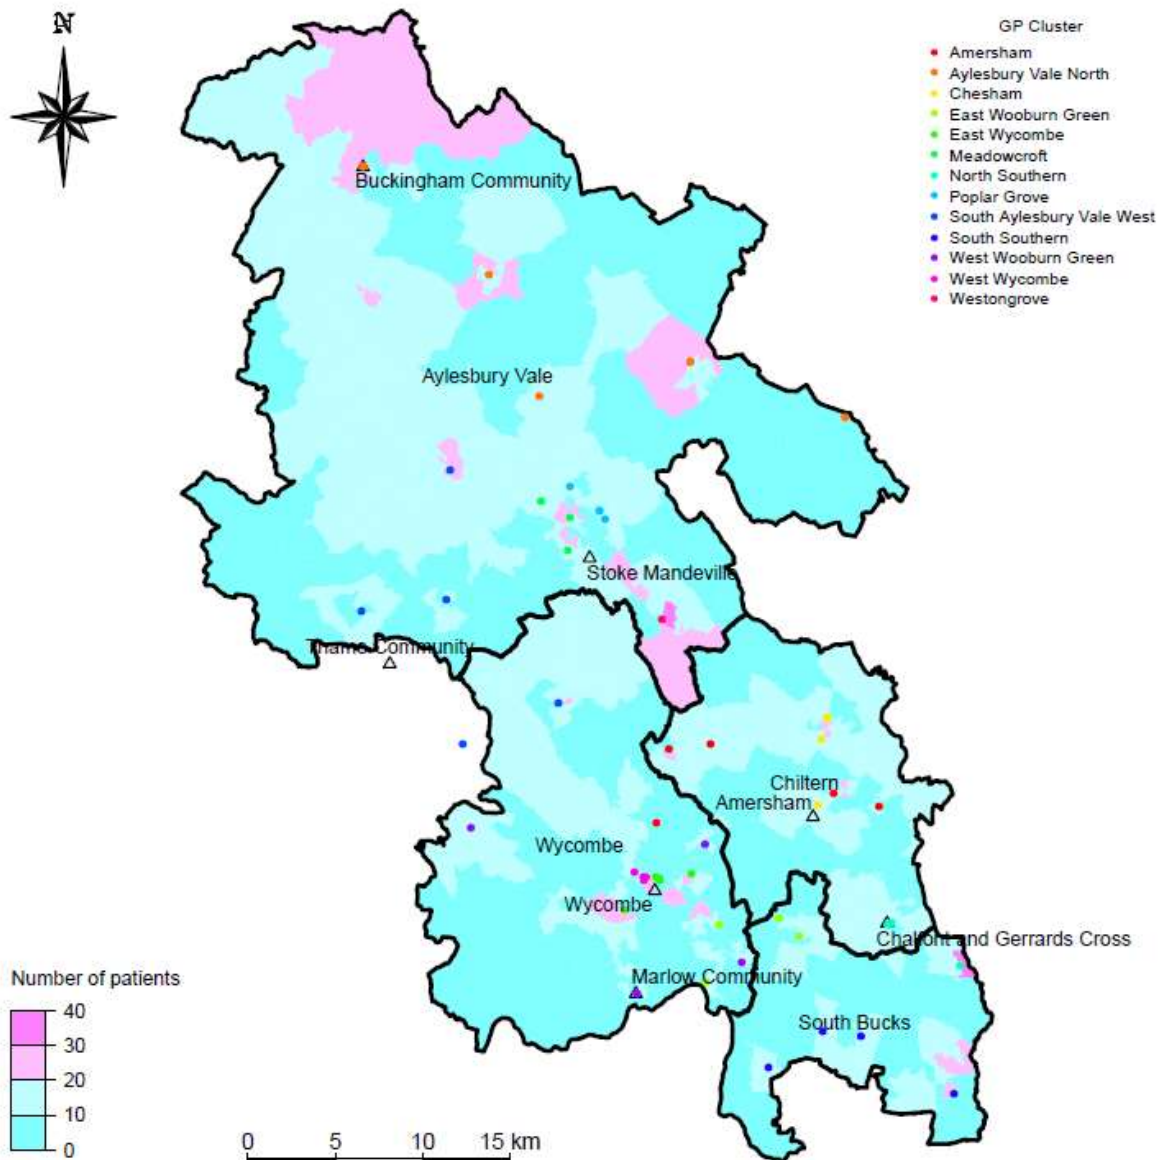 N
GP Cluster
Amersham
Aylesbury Vale North
Chesham
East Wooburn Green
East Wycombe
Meadowcroft
North Southern
Poplar Grove
South Aylesbury Vale West
South Southern
West Wooburn Green
West Wycombe
Westongrove
Buckingham Community
Aylesbury Vale
Stoke Mandeville
Thame Community
Chiltern
Amersham
Wycombe
Wycombe
Chalfont and Gerrards Cross
Marlow Community
South Bucks
Number of patients
40
30
20
10
0
0 5 10 15 km